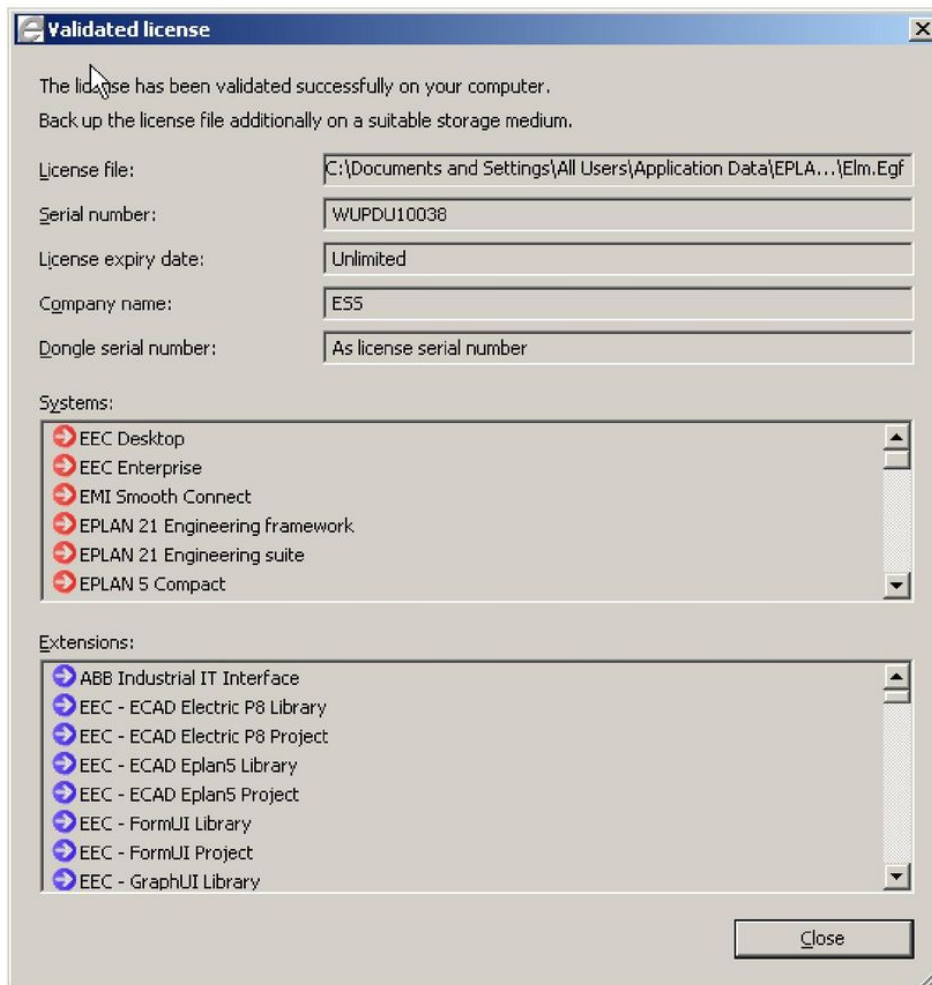 Validated license
The license has been validated successfully on your computer.
Back up the license file additionally on a suitable storage medium.
License file: C:\Documents and Settings\All Users\Application Data\EPLA...\Elm.Egf
Serial number: WUPDU10038
License expiry date: Unlimited
Company name: ESS
Dongle serial number: As license serial number
Systems:
EEC Desktop
EEC Enterprise
EMI Smooth Connect
EPLAN 21 Engineering framework
EPLAN 21 Engineering suite
EPLAN 5 Compact
Extensions:
ABB Industrial IT Interface
EEC - ECAD Electric P8 Library
EEC - ECAD Electric P8 Project
EEC - ECAD Eplan5 Library
EEC - ECAD Eplan5 Project
EEC - FormUI Library
EEC - FormUI Project
EEC - GraphUI Library
Close